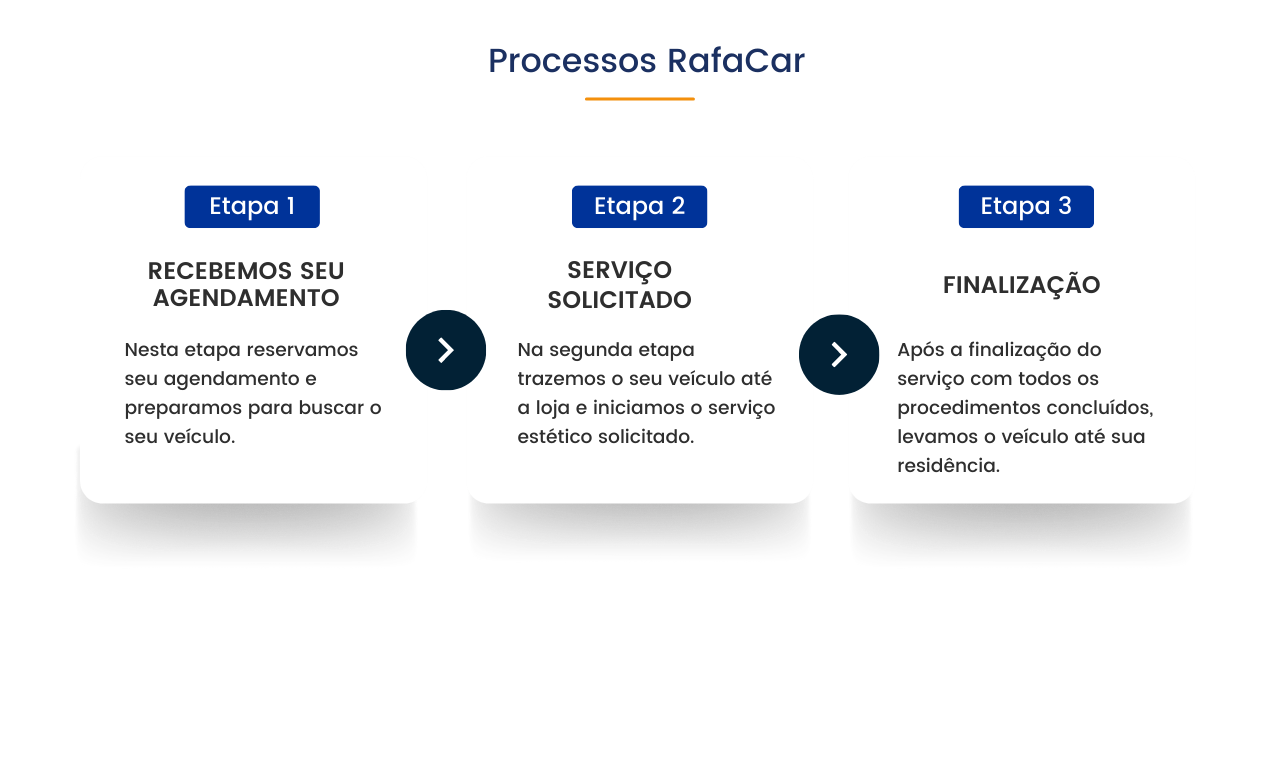 Processos RafaCar
Etapa 1
RECEBEMOS SEU
AGENDAMENTO
Nesta etapa reservamos
seu agendamento e
preparamos para buscar o
seu veículo.
Etapa 2
SERVIÇO
SOLICITADO
Na segunda etapa
trazemos o seu veículo até
a loja e iniciamos o serviço
estético solicitado.
Etapa 3
FINALIZAÇÃO
Após a finalização do
serviço com todos os
procedimentos concluídos,
levamos o veículo até sua
residência.